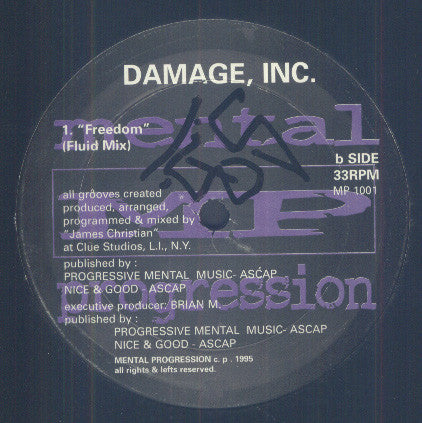 DAMAGE, INC.
1. "Freedom"
(Fluid Mix)
mental
b SIDE
33RPM
MP 1001
all grooves created
produced, arranged,
programmed & mixed by
"James Christian"
at Clue Studios, L.I., N.Y.
MP
published by :
PROGRESSIVE MENTAL MUSIC- ASCAP
NICE & GOOD - ASCAP
progression
executive producer: BRIAN M.
published by :
PROGRESSIVE MENTAL MUSIC- ASCAP
NICE & GOOD - ASCAP
MENTAL PROGRESSION c. p . 1995
all rights & lefts reserved.